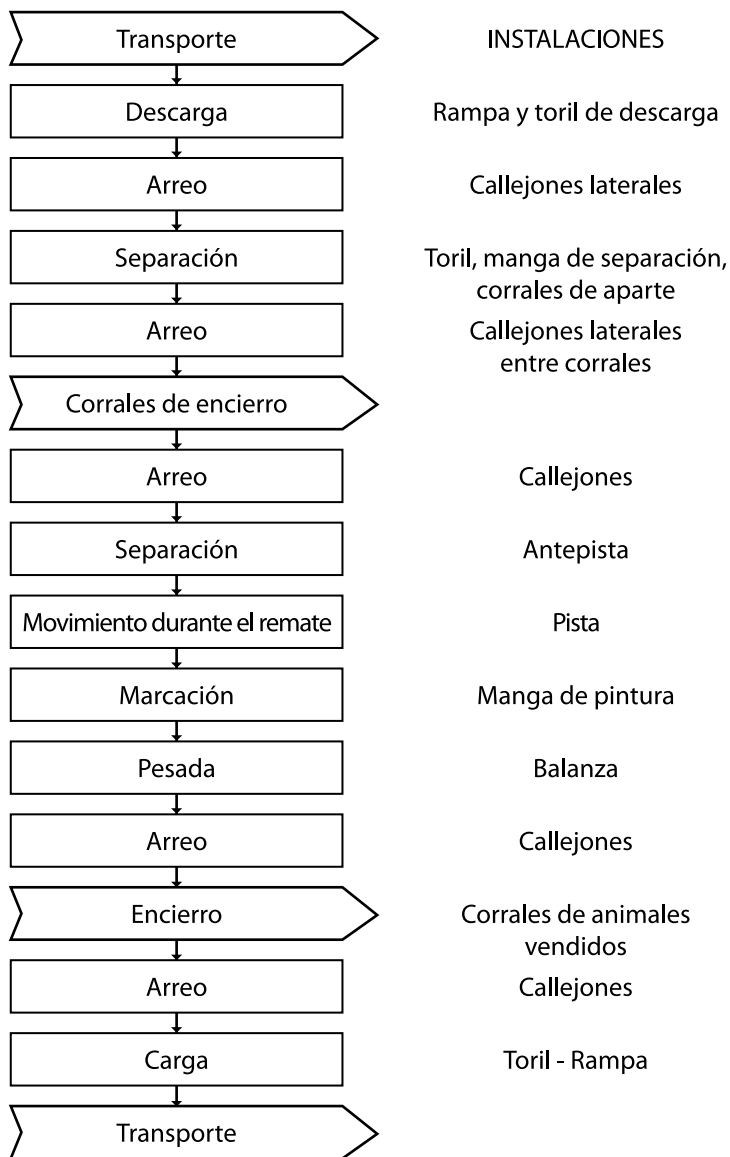 Transporte
INSTALACIONES
Descarga
Rampa y toril de descarga
Arreo
Callejones laterales
Separación
Toril, manga de separación,
corrales de aparte
Arreo
Callejones laterales
entre corrales
Corrales de encierro
Arreo
Callejones
Separación
Antepista
Movimiento durante el remate
Pista
Marcación
Manga de pintura
Pesada
Balanza
Arreo
Callejones
Encierro
Corrales de animales
vendidos
Arreo
Callejones
Carga
Toril - Rampa
Transporte